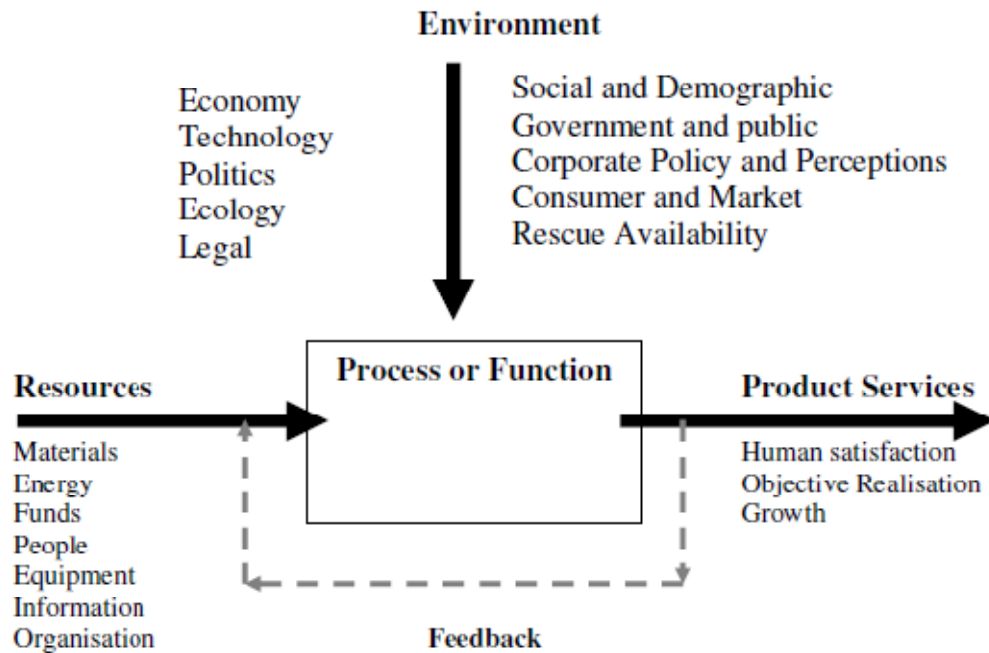 Environment
Economy
Technology
Politics
Ecology
Legal
Social and Demographic
Government and public
Corporate Policy and Perceptions
Consumer and Market
Rescue Availability
Process or Function
Resources
Materials
Energy
Funds
People
Equipment
Information
Organisation
Product Services
Human satisfaction
Objective Realisation
Growth
Feedback